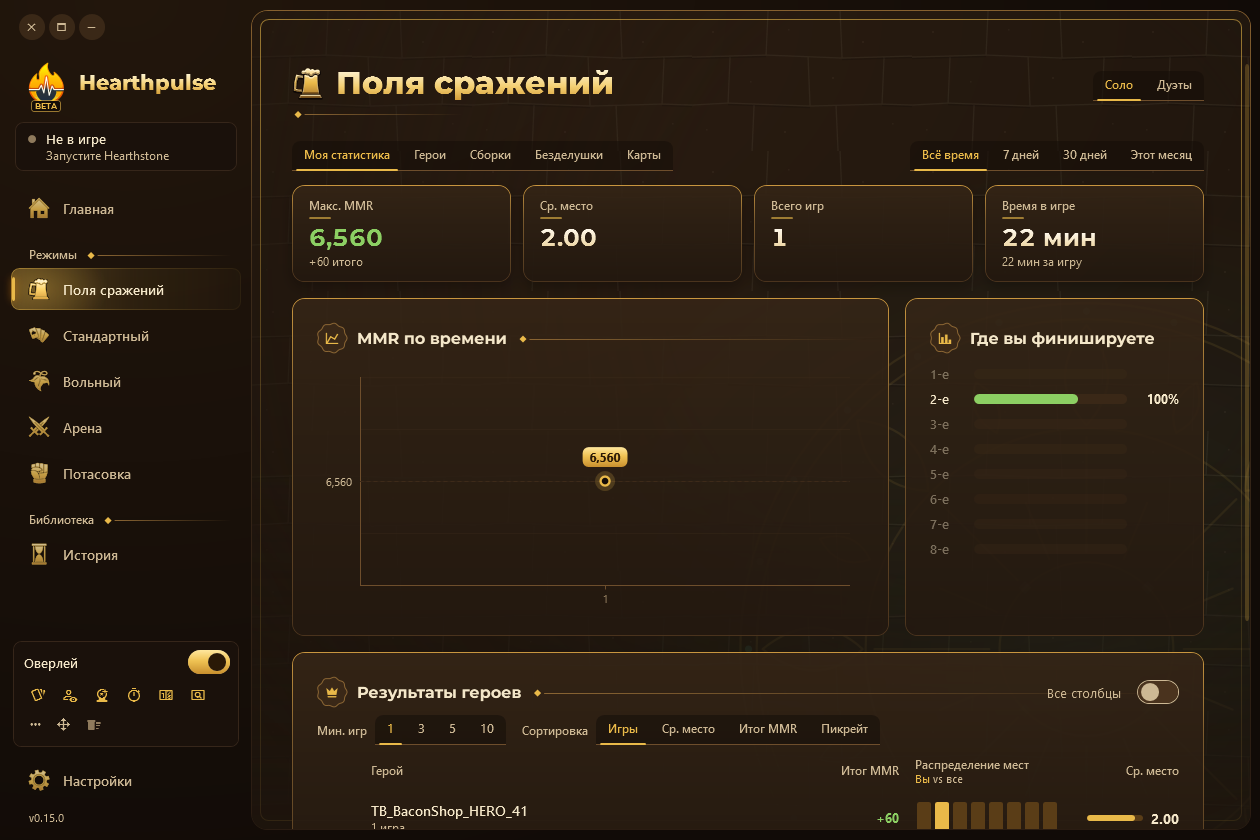 Hearthpulse
BETA
Не в игре
Запустите Hearthstone
Главная
Режимы
Поля сражений
Стандартный
Вольный
Арена
Потасовка
Библиотека
История
Оверлей
Настройки
v0.15.0
Поля сражений
Соло Дуэты
Моя статистика Герои Сборки Безделушки Карты
Всё время 7 дней 30 дней Этот месяц
Макс. MMR
6,560
+60 итого
Ср. место
2.00
Всего игр
1
Время в игре
22 мин
22 мин за игру
MMR по времени
6,560
6,560
1
Где вы финишируете
1-е
2-е 100%
3-е
4-е
5-е
6-е
7-е
8-е
Результаты героев
Все столбцы
Мин. игр 1 3 5 10 Сортировка Игры Ср. место Итог MMR Пикрейт
Герой Итог MMR Распределение мест Ср. место
Вы vs все
TB_BaconShop_HERO_41 +60 2.00
1 игра